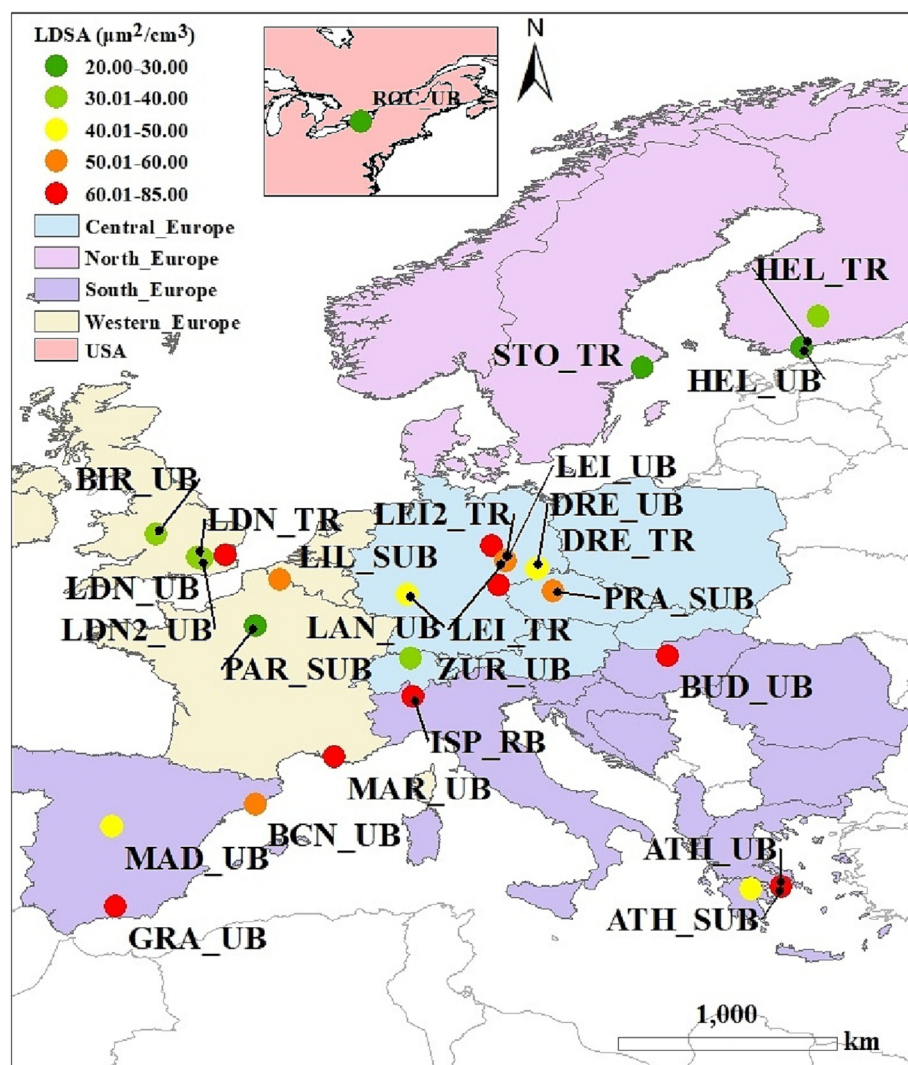 LDSA (µm²/cm³)
20.00-30.00
30.01-40.00
40.01-50.00
50.01-60.00
60.01-85.00
Central_Europe
North_Europe
South_Europe
Western_Europe
USA
ROC_UB
N
HEL_TR
STO_TR
HEL_UB
BIR_UB
LDN_TR
LEI_UB
LEI2_TR
DRE_UB
LIL_SUB
DRE_TR
LDN_UB
PRA_SUB
LDN2_UB
LAN_UB
LEI_TR
PAR_SUB
ZUR_UB
BUD_UB
ISP_RB
MAR_UB
BCN_UB
MAD_UB
ATH_UB
ATH_SUB
GRA_UB
1,000
km